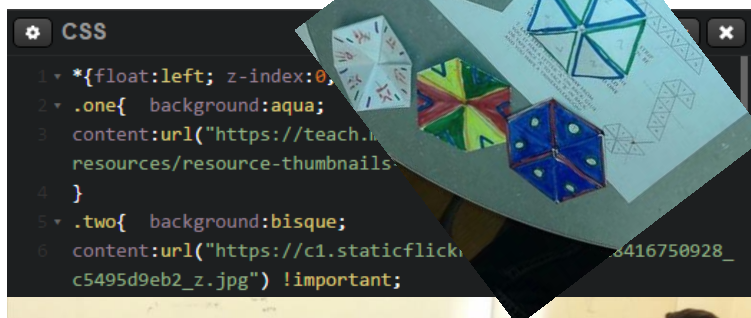 CSS
1 *{float:left; z-index:0
2 .one{ background:aqua;
3 content:url("https://teach.
resources/resource-thumbnails
4 }
5 .two{ background:bisque;
6 content:url("https://c1.staticflick 8416750928_
c5495d9eb2_z.jpg") !important;